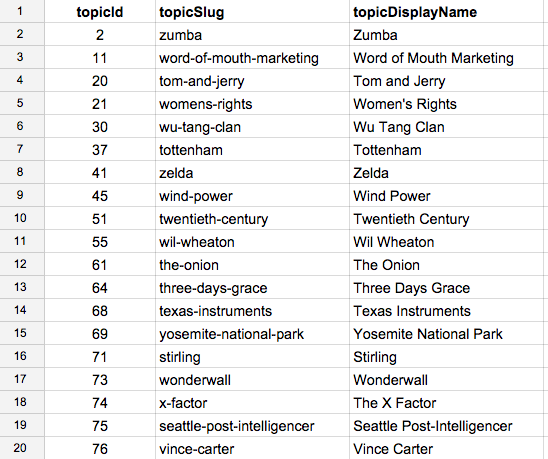 1 topicId topicSlug topicDisplayName
2 2 zumba Zumba
3 11 word-of-mouth-marketing Word of Mouth Marketing
4 20 tom-and-jerry Tom and Jerry
5 21 womens-rights Women's Rights
6 30 wu-tang-clan Wu Tang Clan
7 37 tottenham Tottenham
8 41 zelda Zelda
9 45 wind-power Wind Power
10 51 twentieth-century Twentieth Century
11 55 wil-wheaton Wil Wheaton
12 61 the-onion The Onion
13 64 three-days-grace Three Days Grace
14 68 texas-instruments Texas Instruments
15 69 yosemite-national-park Yosemite National Park
16 71 stirling Stirling
17 73 wonderwall Wonderwall
18 74 x-factor The X Factor
19 75 seattle-post-intelligencer Seattle Post-Intelligencer
20 76 vince-carter Vince Carter